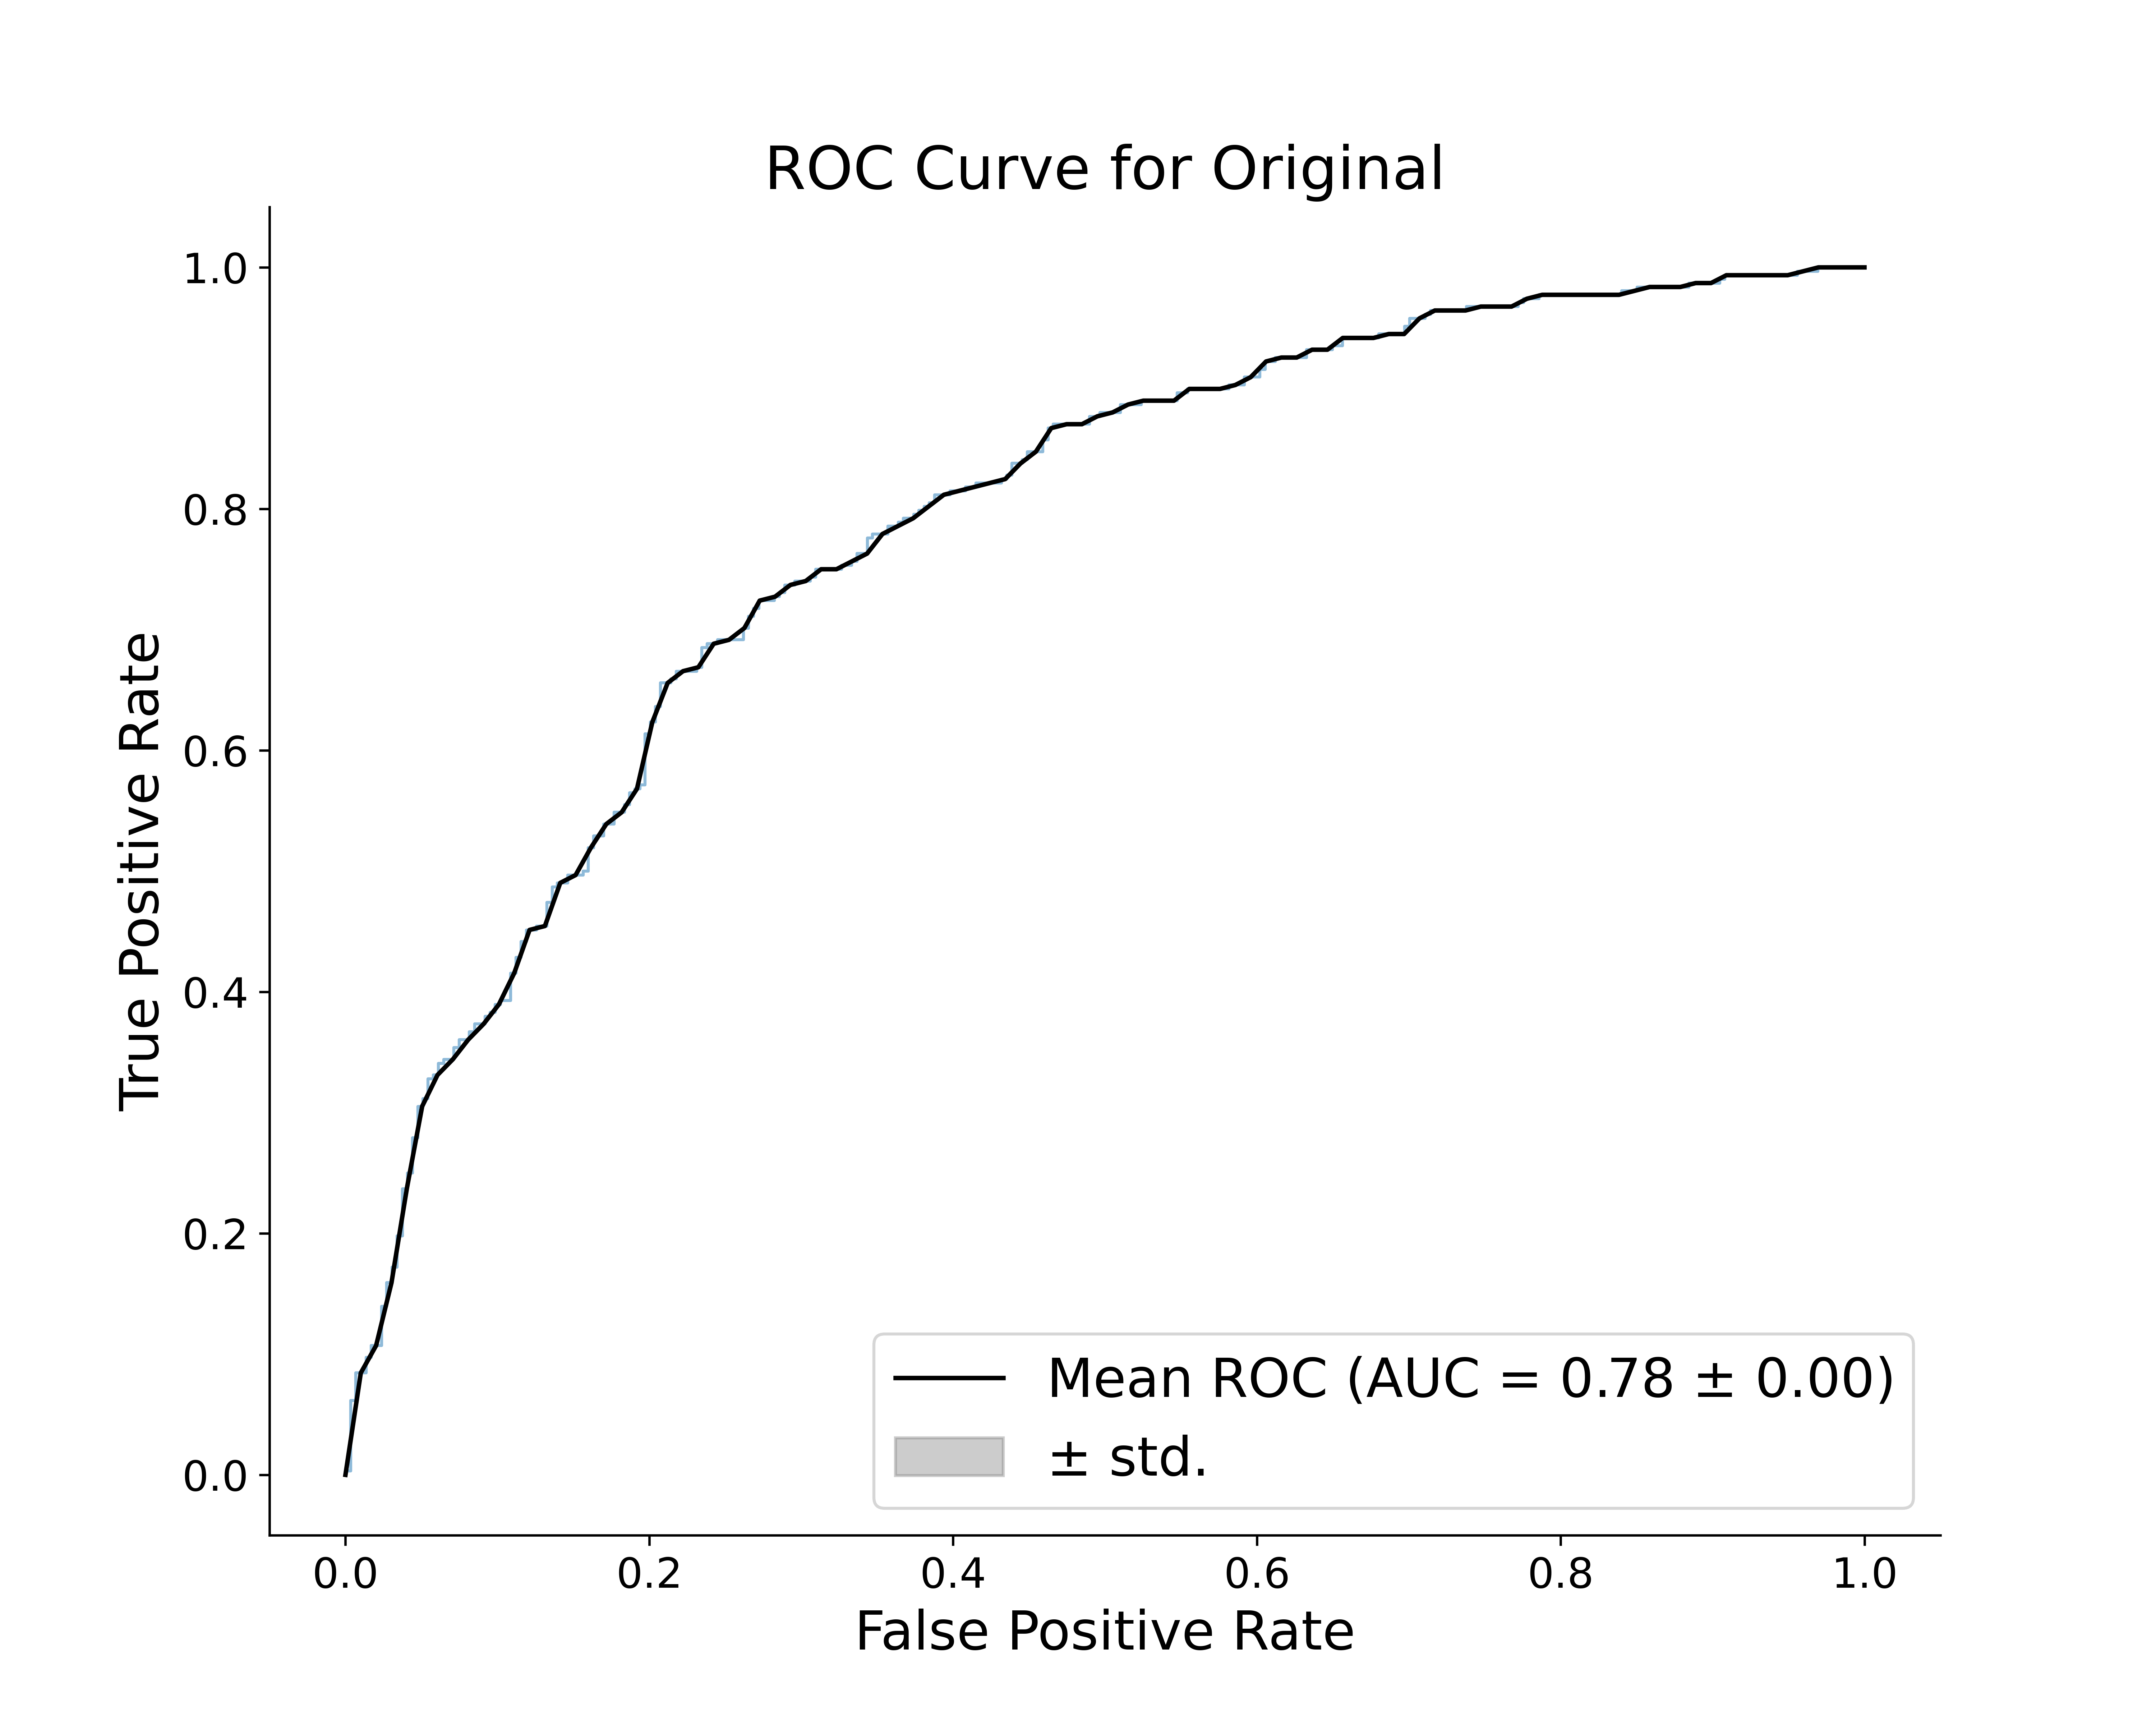 ROC Curve for Original
True Positive Rate
1.0
0.8
0.6
0.4
0.2
0.0
Mean ROC (AUC = 0.78 ± 0.00)
± std.
0.0 0.2 0.4 0.6 0.8 1.0
False Positive Rate